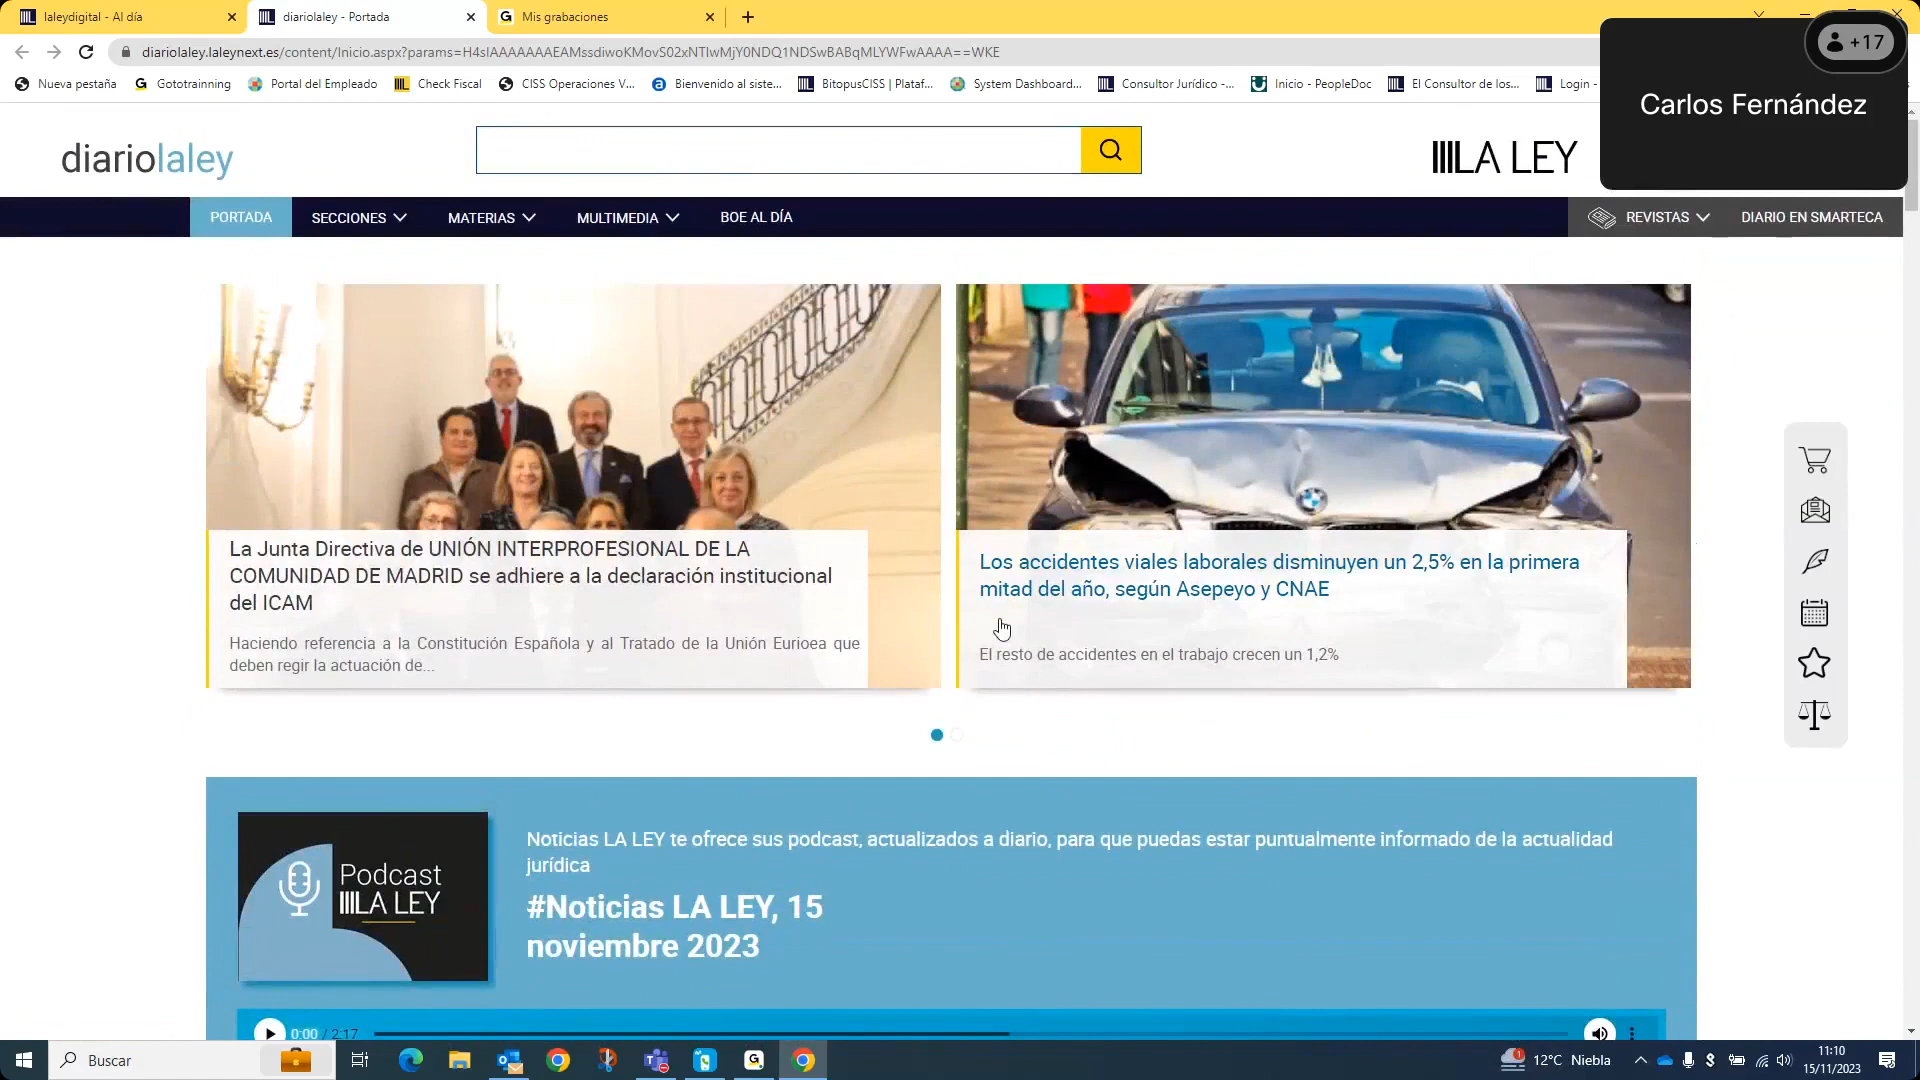 laleydigital - Al día
diariolaley - Portada
Mis grabaciones
diariolaley.laleynext.es/content/Inicio.aspx?params=H4sIAAAAAAAEAMssdiwoKMovS02xNTIwMjY0NDQ1NDSwBABqMLYWFwAAAA==WKE
Nueva pestaña
Gototrainning
Portal del Empleado
Check Fiscal
CISS Operaciones V...
Bienvenido al siste...
BitopusCISS | Plataf...
System Dashboard...
Consultor Jurídico -...
Inicio - PeopleDoc
El Consultor de los...
Login -
+17
Carlos Fernández
diariolaley
LA LEY
PORTADA
SECCIONES
MATERIAS
MULTIMEDIA
BOE AL DÍA
REVISTAS
DIARIO EN SMARTECA
La Junta Directiva de UNIÓN INTERPROFESIONAL DE LA
COMUNIDAD DE MADRID se adhiere a la declaración institucional
del ICAM
Haciendo referencia a la Constitución Española y al Tratado de la Unión Eurioea que
deben regir la actuación de...
Los accidentes viales laborales disminuyen un 2,5% en la primera
mitad del año, según Asepeyo y CNAE
El resto de accidentes en el trabajo crecen un 1,2%
Podcast
LA LEY
Noticias LA LEY te ofrece sus podcast, actualizados a diario, para que puedas estar puntualmente informado de la actualidad
jurídica
#Noticias LA LEY, 15
noviembre 2023
0:00 / 2:17
Buscar
1
12°C Niebla
11:10
15/11/2023